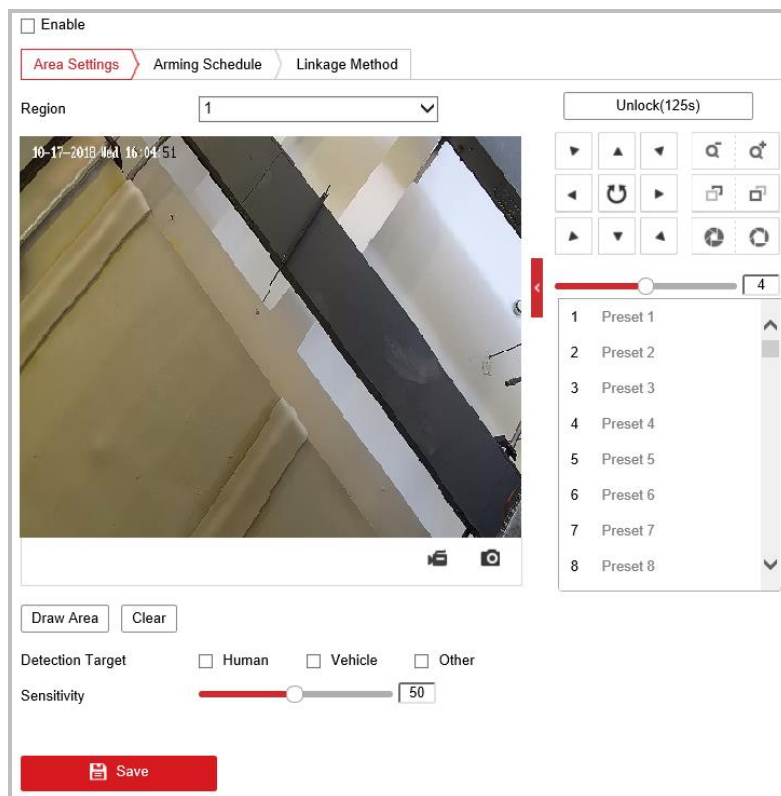 Enable
Area Settings Arming Schedule Linkage Method
Region 1
Unlock(125s)
10-17-2018 Wed 16:04:51
4
1 Preset 1
2 Preset 2
3 Preset 3
4 Preset 4
5 Preset 5
6 Preset 6
7 Preset 7
8 Preset 8
Draw Area Clear
Detection Target Human Vehicle Other
Sensitivity 50
Save